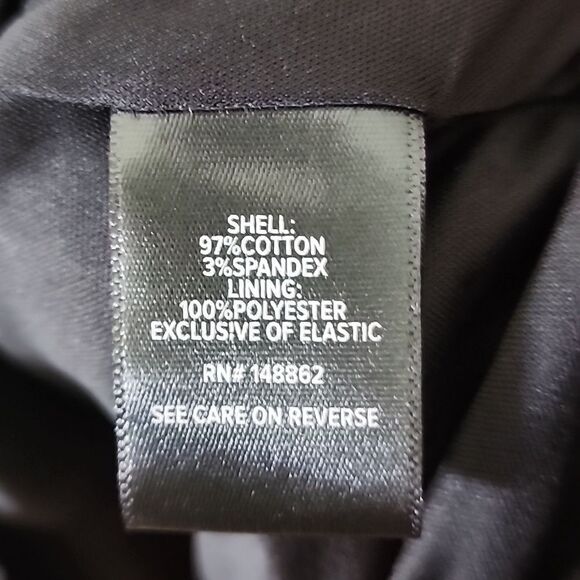 SHELL:
97%COTTON
3%SPANDEX
LINING:
100%POLYESTER
EXCLUSIVE OF ELASTIC
RN# 148862
SEE CARE ON REVERSE